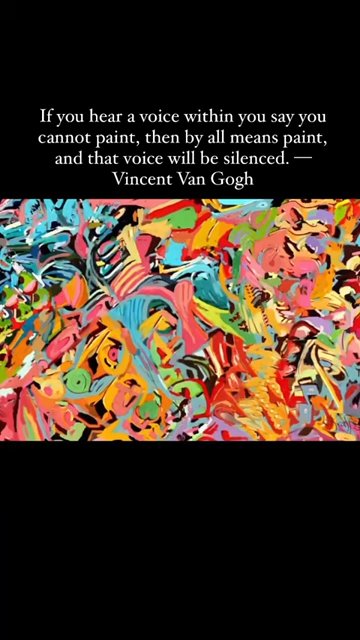 If you hear a voice within you say you
cannot paint, then by all means paint,
and that voice will be silenced. —
Vincent Van Gogh